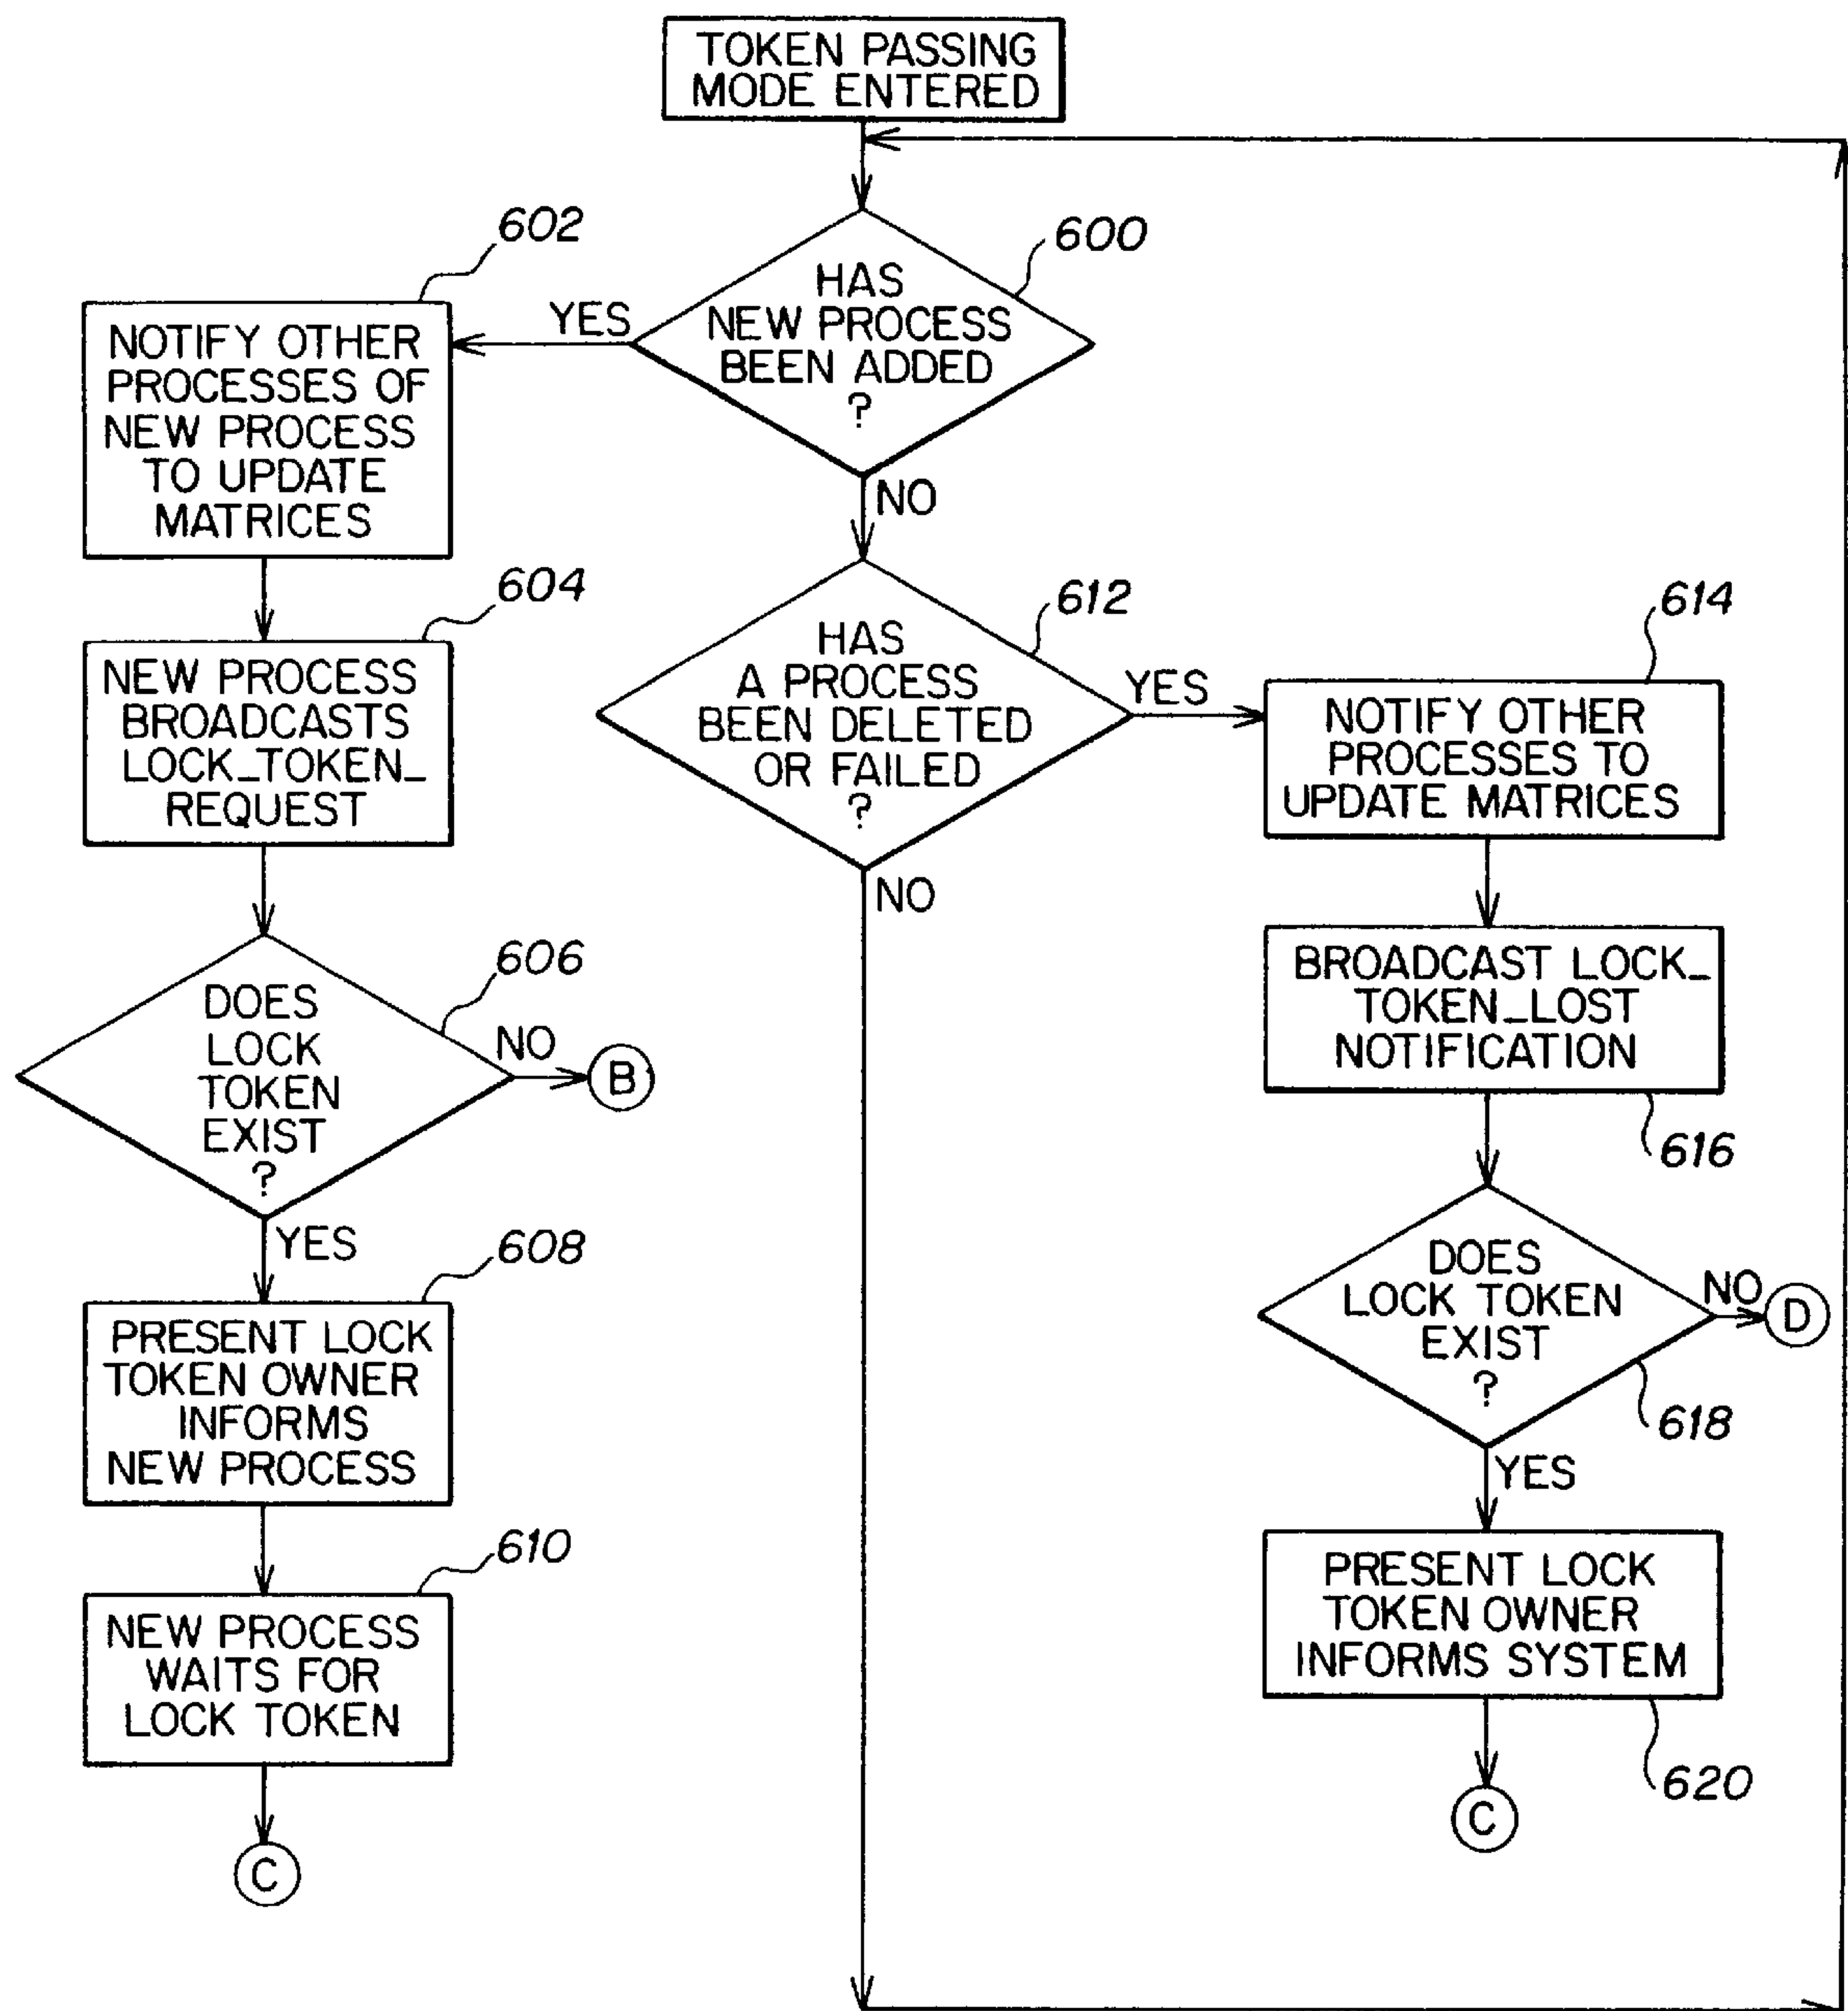 TOKEN PASSING
MODE ENTERED
600
HAS
NEW PROCESS
BEEN ADDED
?
YES
NO
602
NOTIFY OTHER
PROCESSES OF
NEW PROCESS
TO UPDATE
MATRICES
604
NEW PROCESS
BROADCASTS
LOCK_TOKEN_
REQUEST
606
DOES
LOCK
TOKEN
EXIST
?
NO
B
YES
608
PRESENT LOCK
TOKEN OWNER
INFORMS
NEW PROCESS
610
NEW PROCESS
WAITS FOR
LOCK TOKEN
C
612
HAS
A PROCESS
BEEN DELETED
OR FAILED
?
YES
NO
614
NOTIFY OTHER
PROCESSES TO
UPDATE MATRICES
BROADCAST LOCK_
TOKEN_LOST
NOTIFICATION
616
DOES
LOCK TOKEN
EXIST
?
NO
D
618
YES
PRESENT LOCK
TOKEN OWNER
INFORMS SYSTEM
620
C